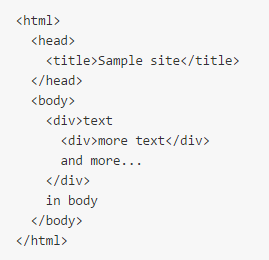 <html>
  <head>
    <title>Sample site</title>
  </head>
  <body>
    <div>text
      <div>more text</div>
      and more...
    </div>
    in body
  </body>
</html>